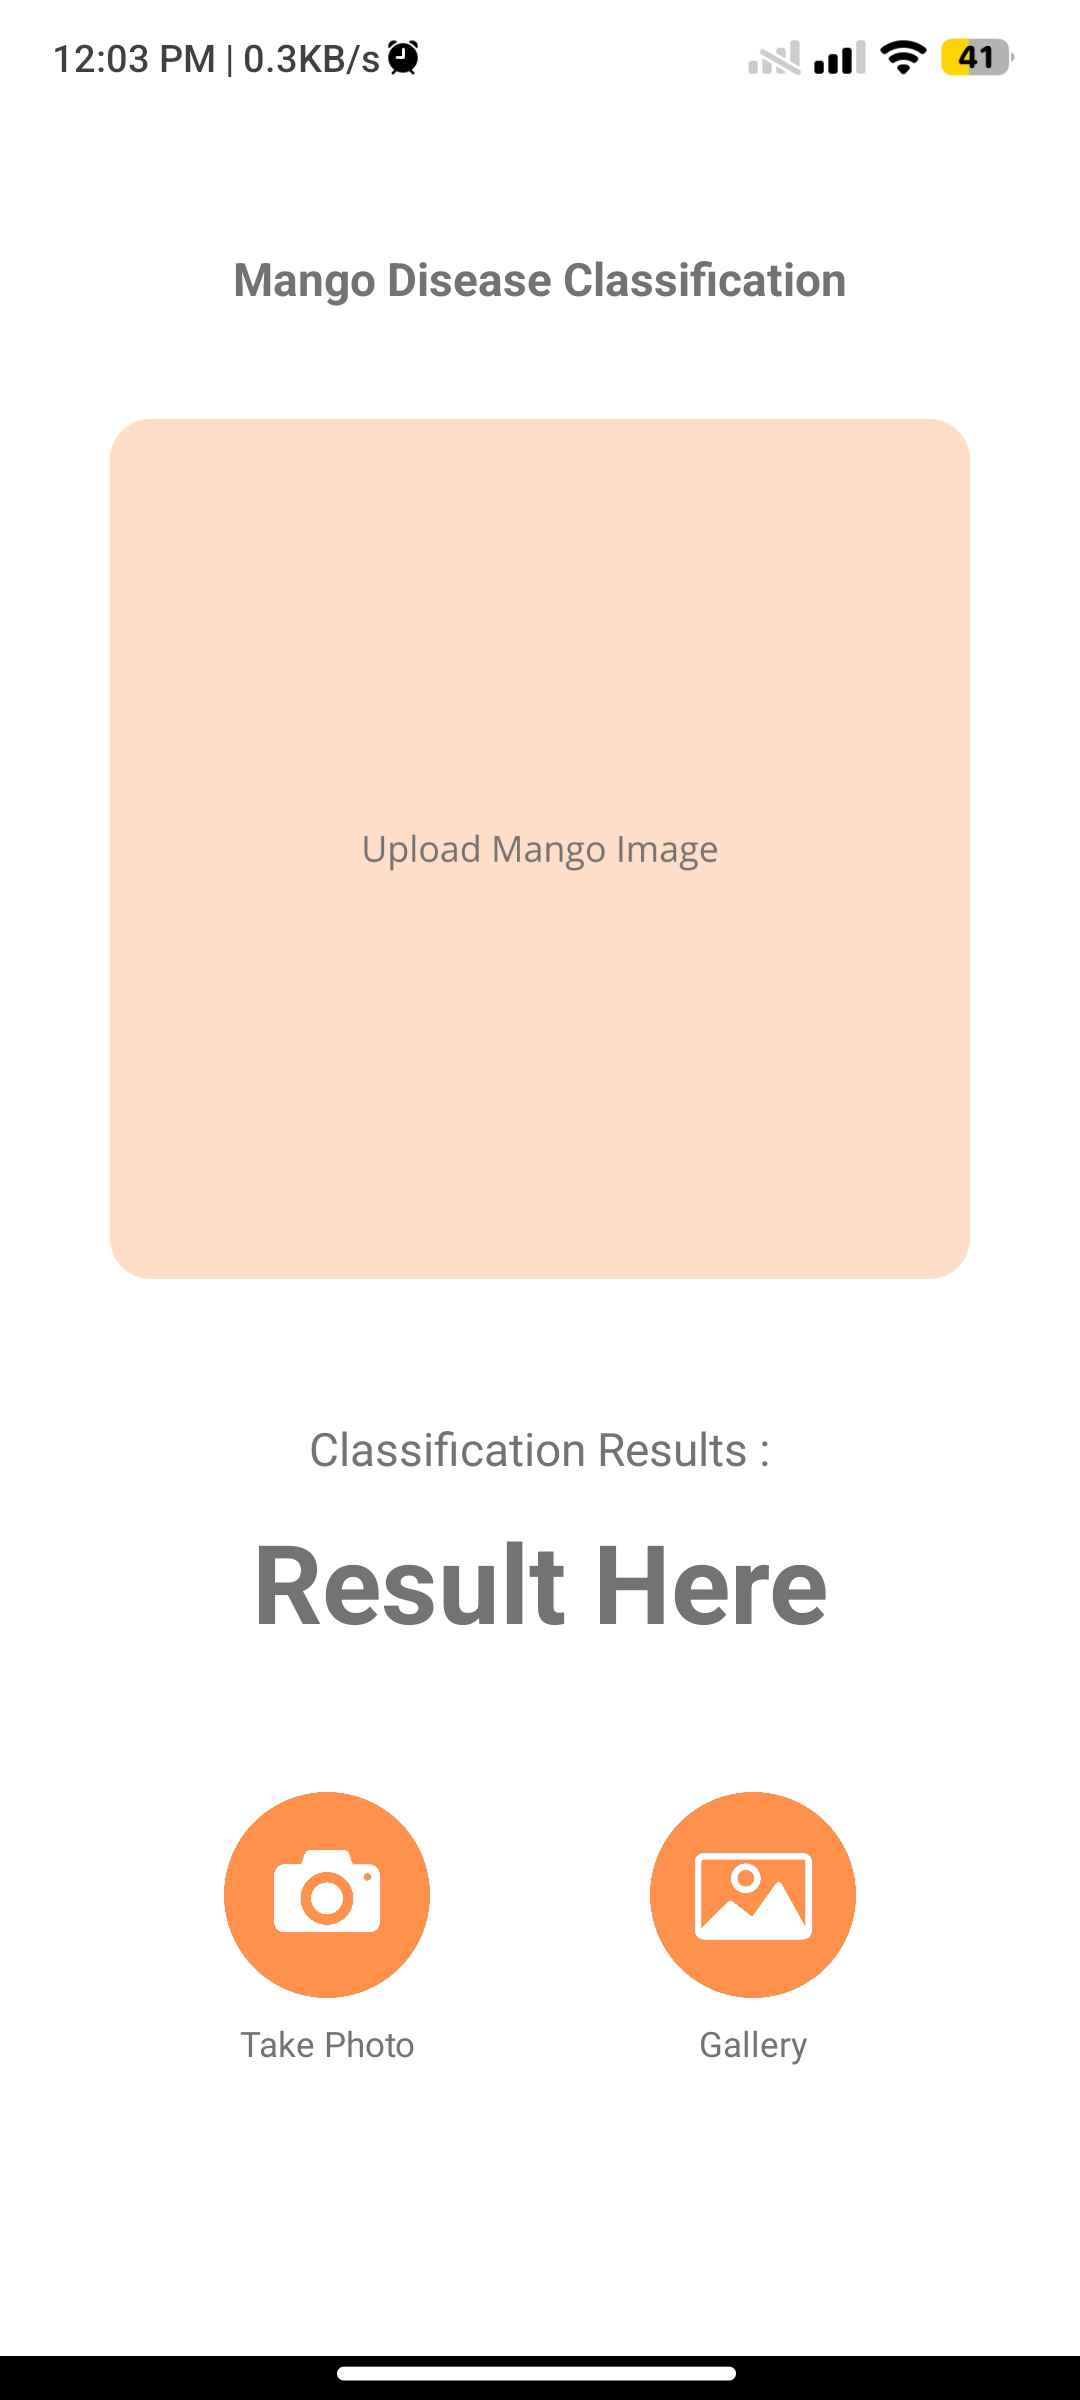 12:03 PM | 0.3KB/s
41
Mango Disease Classification
Upload Mango Image
Classification Results :
Result Here
Take Photo
Gallery